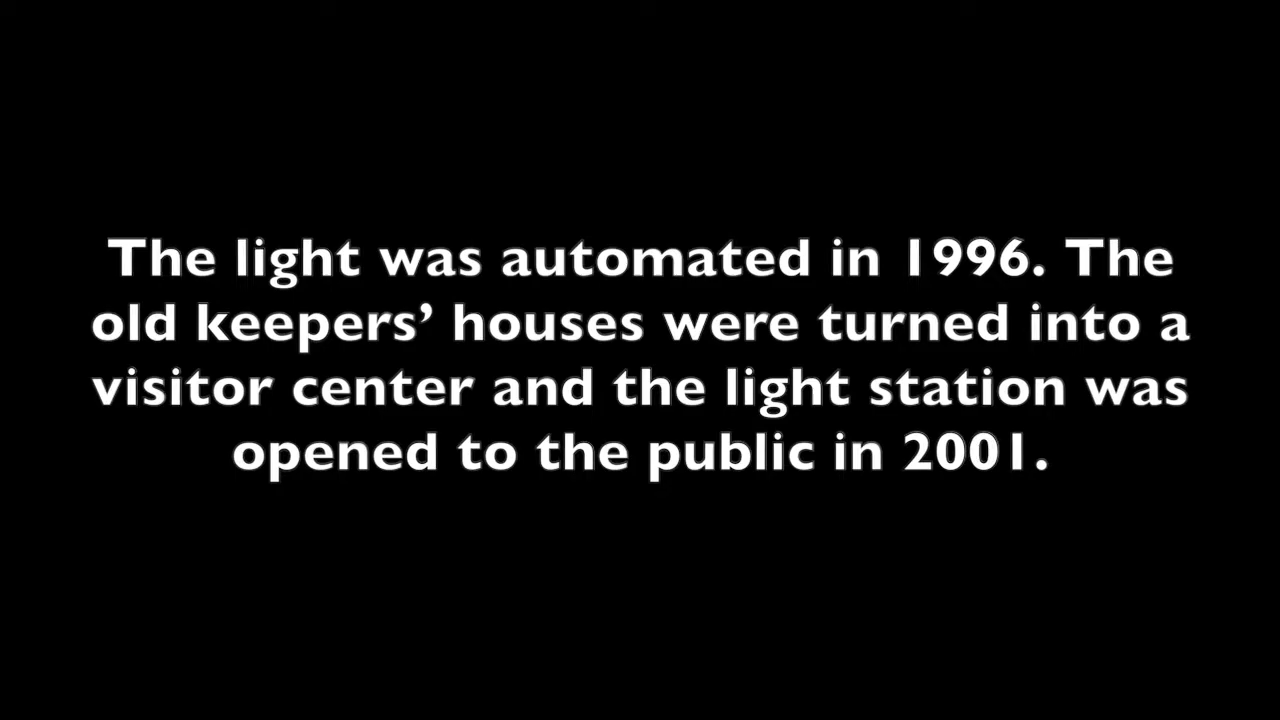 The light was automated in 1996. The
old keepers’ houses were turned into a
visitor center and the light station was
opened to the public in 2001.